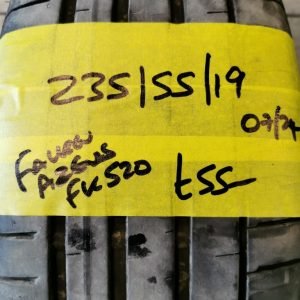 235/55/19
07/24
FALKEN
AZENIS
FK520
£55